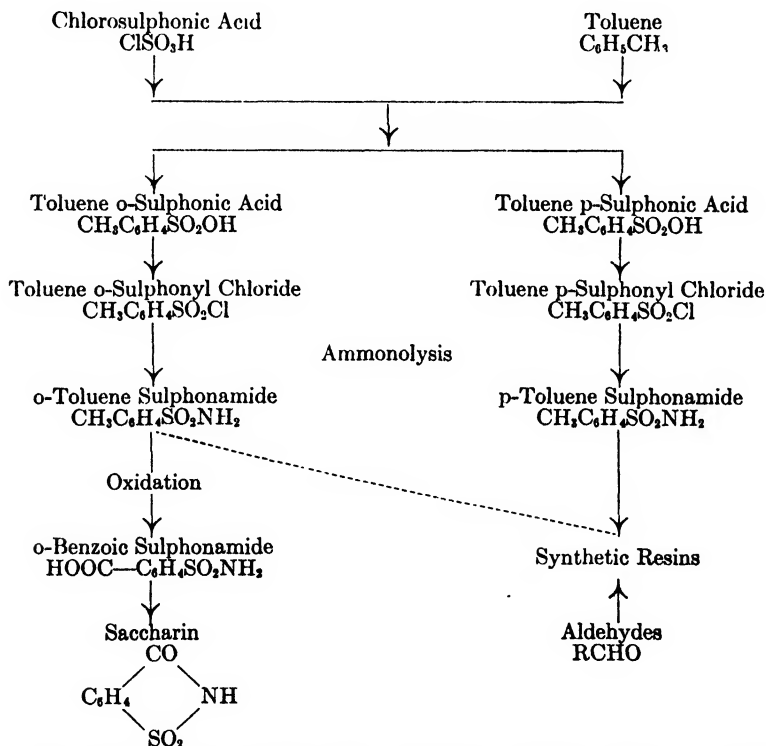 Chlorosulphonic Acid
ClSO₃H
Toluene
C₆H₅CH₃
Toluene o-Sulphonic Acid
CH₃C₆H₄SO₂OH
Toluene p-Sulphonic Acid
CH₃C₆H₄SO₂OH
Toluene o-Sulphonyl Chloride
CH₃C₆H₄SO₂Cl
Toluene p-Sulphonyl Chloride
CH₃C₆H₄SO₂Cl
Ammonolysis
o-Toluene Sulphonamide
CH₃C₆H₄SO₂NH₂
p-Toluene Sulphonamide
CH₃C₆H₄SO₂NH₂
Oxidation
o-Benzoic Sulphonamide
HOOC—C₆H₄SO₂NH₂
Synthetic Resins
Saccharin
CO
C₆H₄ NH
SO₂
Aldehydes
RCHO